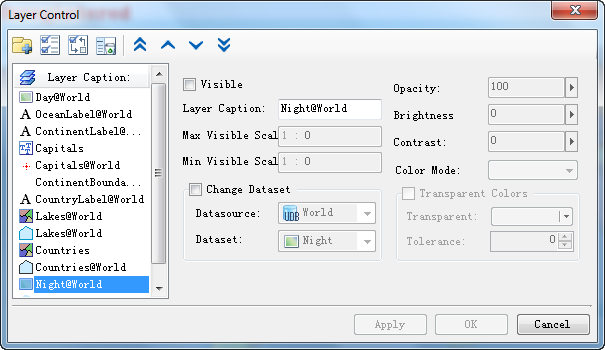 Layer Control
Layer Caption:
Day@World
OceanLabel@World
ContinentLabel@...
Capitals
Capitals@World
ContinentBounda...
CountryLabel@World
Lakes@World
Lakes@World
Countries
Countries@World
Night@World
Visible
Layer Caption: Night@World
Max Visible Scal 1 : 0
Min Visible Scal 1 : 0
Change Dataset
Datasource: UDB World
Dataset: Night
Opacity: 100
Brightness 0
Contrast: 0
Color Mode:
Transparent Colors
Transparent:
Tolerance: 0
Apply
OK
Cancel